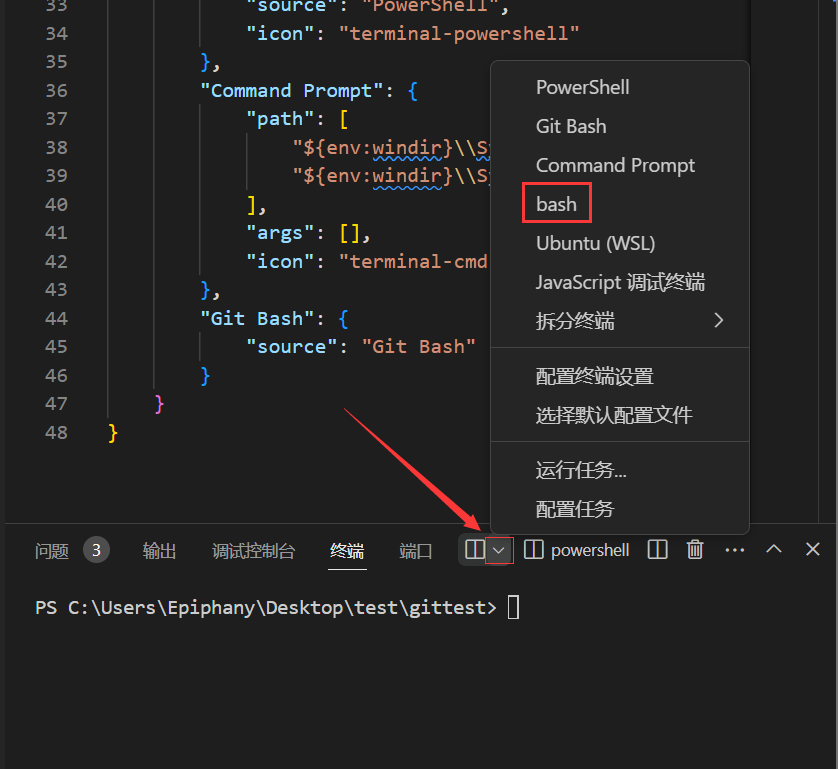 33 "source": "PowerShell",
34 "icon": "terminal-powershell"
35 },
36 "Command Prompt": {
37 "path": [
38 "${env:windir}\\S
39 "${env:windir}\\S
40 ],
41 "args": [],
42 "icon": "terminal-cmd
43 },
44 "Git Bash": {
45 "source": "Git Bash"
46 }
47 }
48 }
PowerShell
Git Bash
Command Prompt
bash
Ubuntu (WSL)
JavaScript 调试终端
拆分终端
配置终端设置
选择默认配置文件
运行任务...
配置任务
问题 3 输出 调试控制台 终端 端口 powershell
PS C:\Users\Epiphany\Desktop\test\gittest>